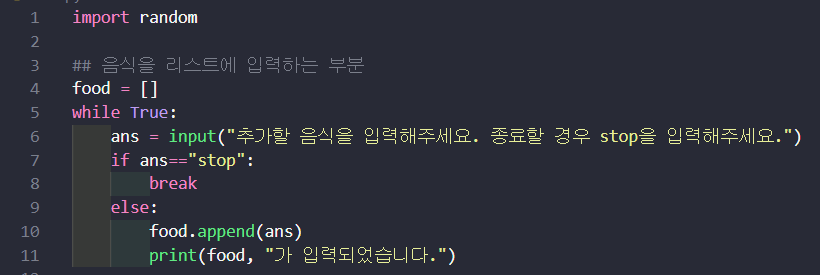 1 import random
2
3 ## 음식을 리스트에 입력하는 부분
4 food = []
5 while True:
6     ans = input("추가할 음식을 입력해주세요. 종료할 경우 stop을 입력해주세요.")
7     if ans=="stop":
8         break
9     else:
10         food.append(ans)
11         print(food, "가 입력되었습니다.")